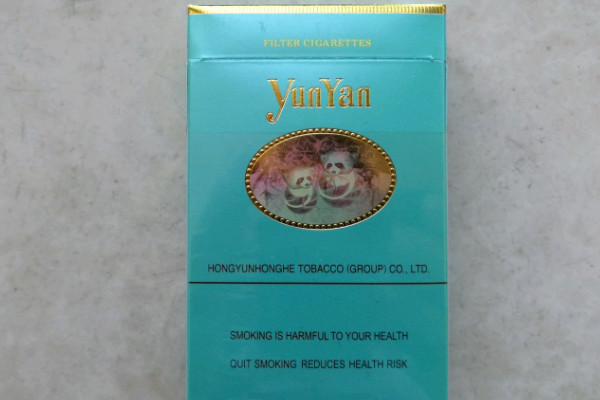 FILTER CIGARETTES
YunYan
HONGYUNHONGHE TOBACCO (GROUP) CO., LTD.
SMOKING IS HARMFUL TO YOUR HEALTH
QUIT SMOKING REDUCES HEALTH RISK